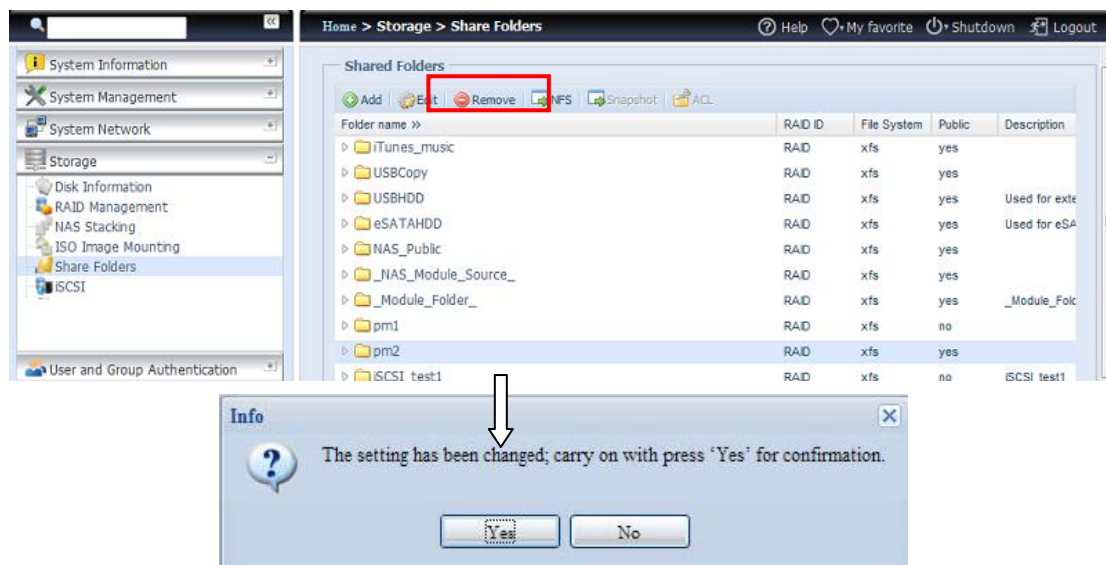 Home > Storage > Share Folders Help My favorite Shutdown Logout
System Information
System Management
System Network
Storage
Disk Information
RAID Management
NAS Stacking
ISO Image Mounting
Share Folders
iSCSI
User and Group Authentication
Shared Folders
Add Edit Remove NFS Snapshot ACL
Folder name » RAID ID File System Public Description
iTunes_music RAID xfs yes
USBCopy RAID xfs yes
USBHDD RAID xfs yes Used for exte
eSATAHDD RAID xfs yes Used for eSA
NAS_Public RAID xfs yes
_NAS_Module_Source_ RAID xfs yes
_Module_Folder_ RAID xfs yes _Module_Folc
pm1 RAID xfs no
pm2 RAID xfs yes
iSCSI_test1 RAID xfs no iSCSI test1
Info
The setting has been changed; carry on with press ‘Yes’ for confirmation.
Yes No